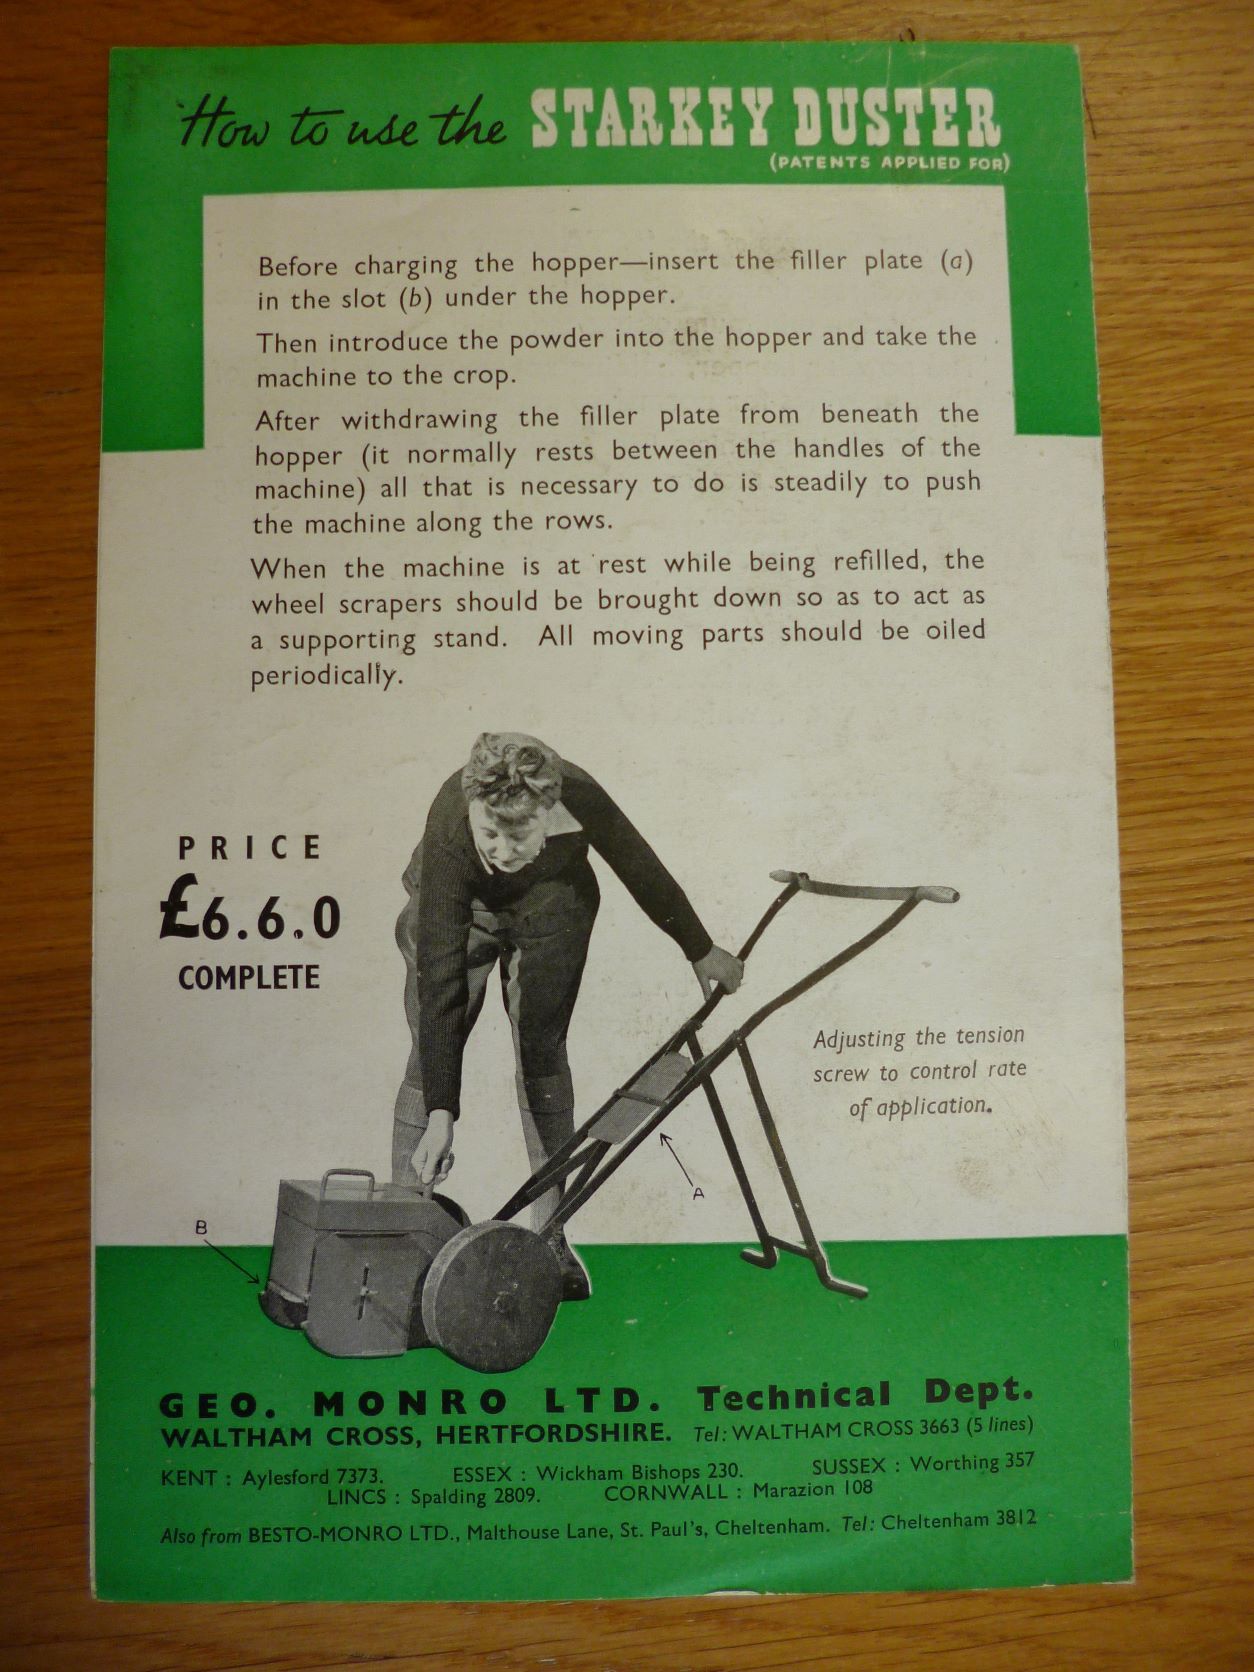 How to use the STARKEY DUSTER
(PATENTS APPLIED FOR)
Before charging the hopper—insert the filler plate (a)
in the slot (b) under the hopper.
Then introduce the powder into the hopper and take the
machine to the crop.
After withdrawing the filler plate from beneath the
hopper (it normally rests between the handles of the
machine) all that is necessary to do is steadily to push
the machine along the rows.
When the machine is at rest while being refilled, the
wheel scrapers should be brought down so as to act as
a supporting stand. All moving parts should be oiled
periodically.
PRICE
£6.6.0
COMPLETE
Adjusting the tension
screw to control rate
of application.
A
B
GEO. MONRO LTD. Technical Dept.
WALTHAM CROSS, HERTFORDSHIRE. Tel: WALTHAM CROSS 3663 (5 lines)
KENT : Aylesford 7373. ESSEX : Wickham Bishops 230. SUSSEX : Worthing 357
LINCS : Spalding 2809. CORNWALL : Marazion 108
Also from BESTO-MONRO LTD., Malthouse Lane, St. Paul's, Cheltenham. Tel: Cheltenham 3812